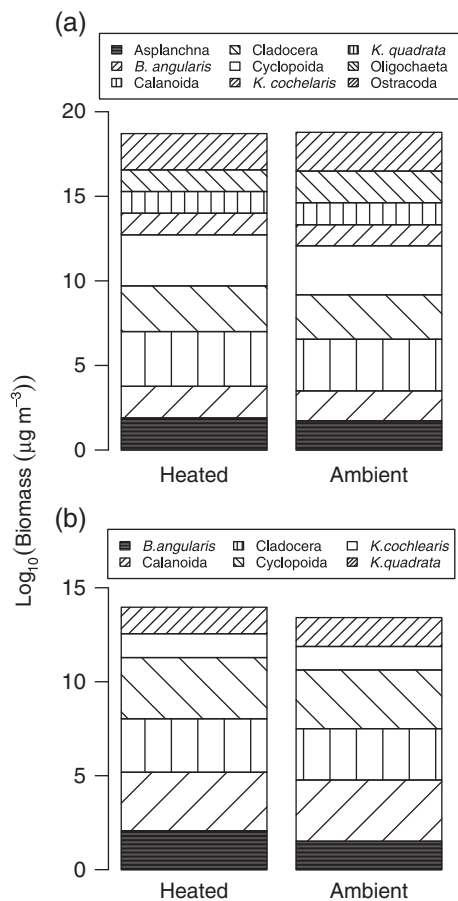 (a)
Asplanchna Cladocera K. quadrata
B. angularis Cyclopoida Oligochaeta
Calanoida K. cochelaris Ostracoda
20
15
10
5
0
Heated Ambient
Log10(Biomass (µg m−3))
(b)
B.angularis Cladocera K.cochlearis
Calanoida Cyclopoida K.quadrata
15
10
5
0
Heated Ambient